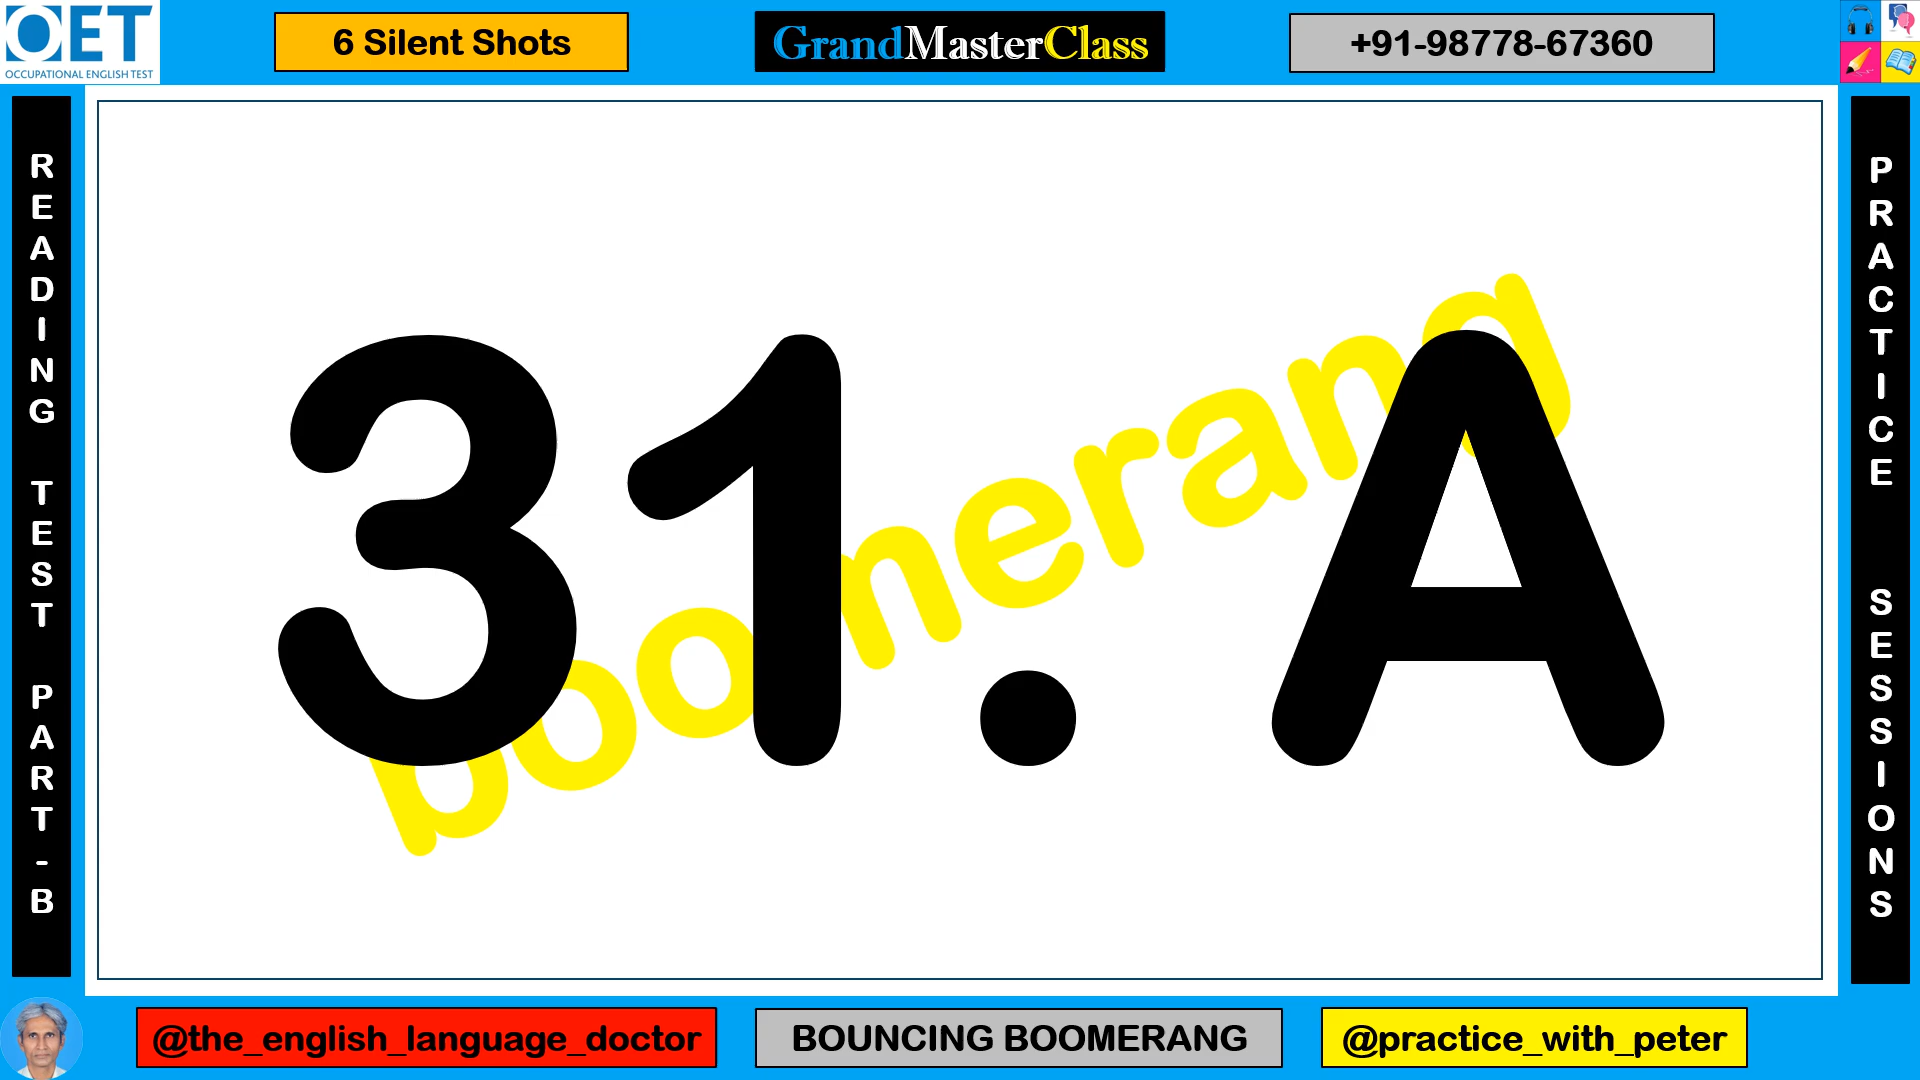 OET
OCCUPATIONAL ENGLISH TEST
6 Silent Shots
GrandMasterClass
+91-98778-67360
READING TEST PART-B
31. A
boomerang
PRACTICE SESSIONS
@the_english_language_doctor
BOUNCING BOOMERANG
@practice_with_peter